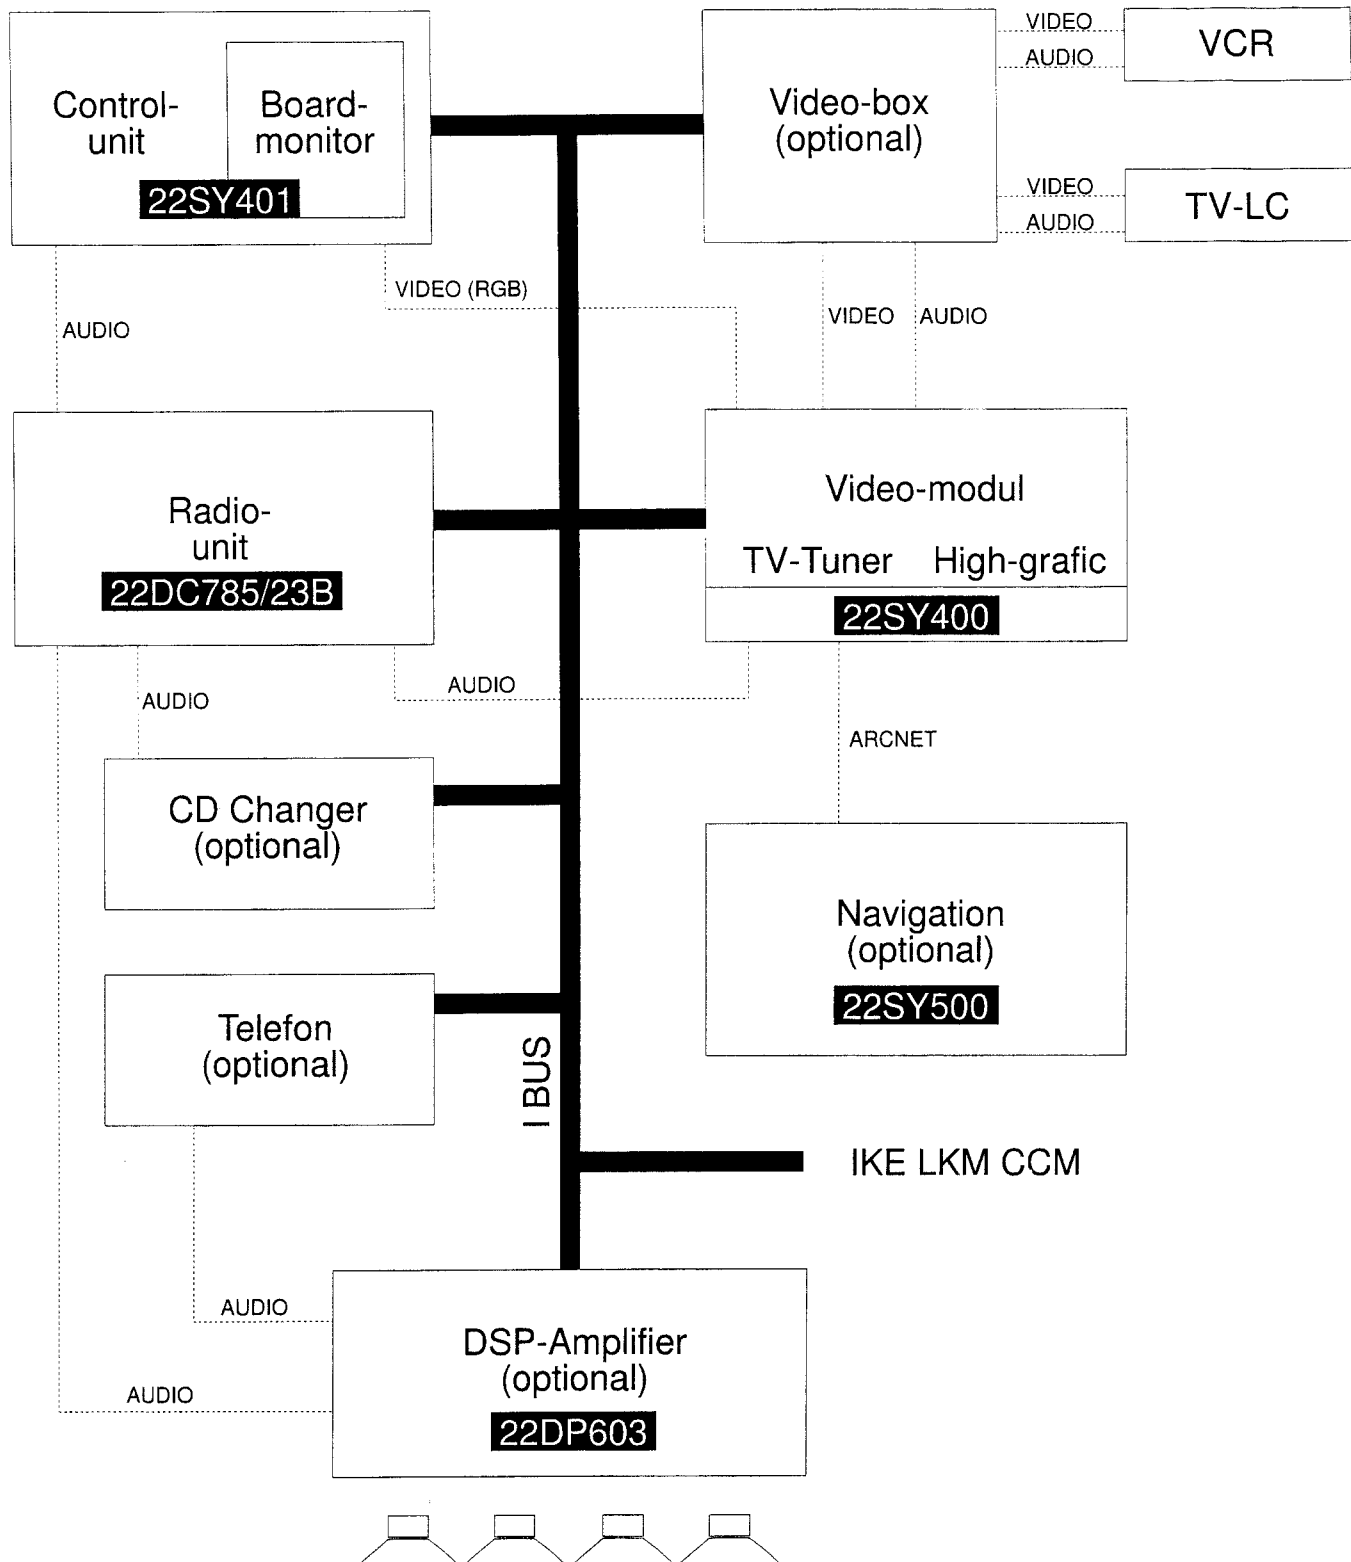 Control-
unit
Board-
monitor
22SY401
Video-box
(optional)
VIDEO
AUDIO
VCR
VIDEO
AUDIO
TV-LC
VIDEO (RGB)
AUDIO
VIDEO
AUDIO
Radio-
unit
22DC785/23B
Video-modul
TV-Tuner High-grafic
22SY400
AUDIO
AUDIO
ARCNET
CD Changer
(optional)
Navigation
(optional)
22SY500
Telefon
(optional)
I BUS
IKE LKM CCM
AUDIO
AUDIO
DSP-Amplifier
(optional)
22DP603